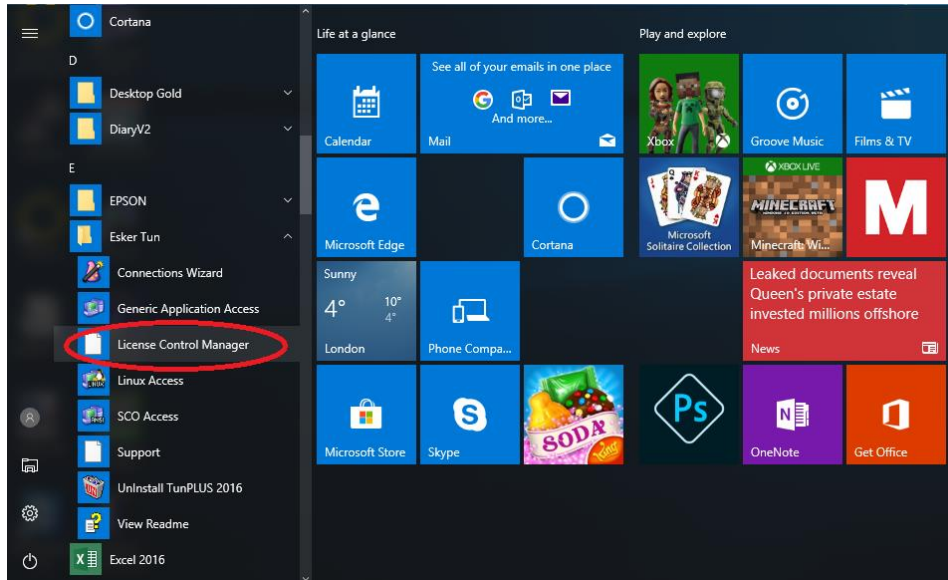 Cortana
D
Desktop Gold
DiaryV2
E
EPSON
Esker Tun
Connections Wizard
Generic Application Access
License Control Manager
Linux Access
SCO Access
Support
UnInstall TunPLUS 2016
View Readme
Excel 2016
Life at a glance
Calendar
See all of your emails in one place
And more...
Mail
Microsoft Edge
Cortana
Sunny
4° 10°
4°
London
Phone Compa...
Microsoft Store
Skype
SODA
King
Play and explore
Xbox
Groove Music
Films & TV
Microsoft
Solitaire Collection
XBOX LIVE
MINECRAFT
Minecraft: Wi...
M
Leaked documents reveal
Queen's private estate
invested millions offshore
News
Ps
N
OneNote
Get Office